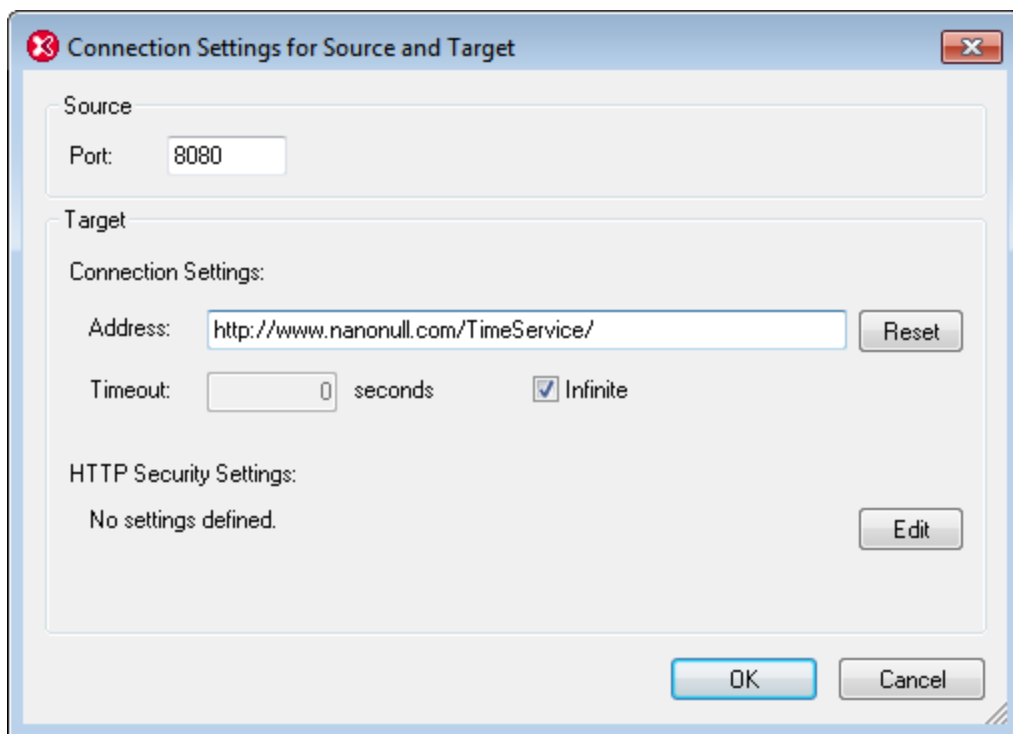 Connection Settings for Source and Target
Source
Port: 8080
Target
Connection Settings:
Address: http://www.nanonull.com/TimeService/ Reset
Timeout: 0 seconds Infinite
HTTP Security Settings:
No settings defined.
Edit
OK Cancel